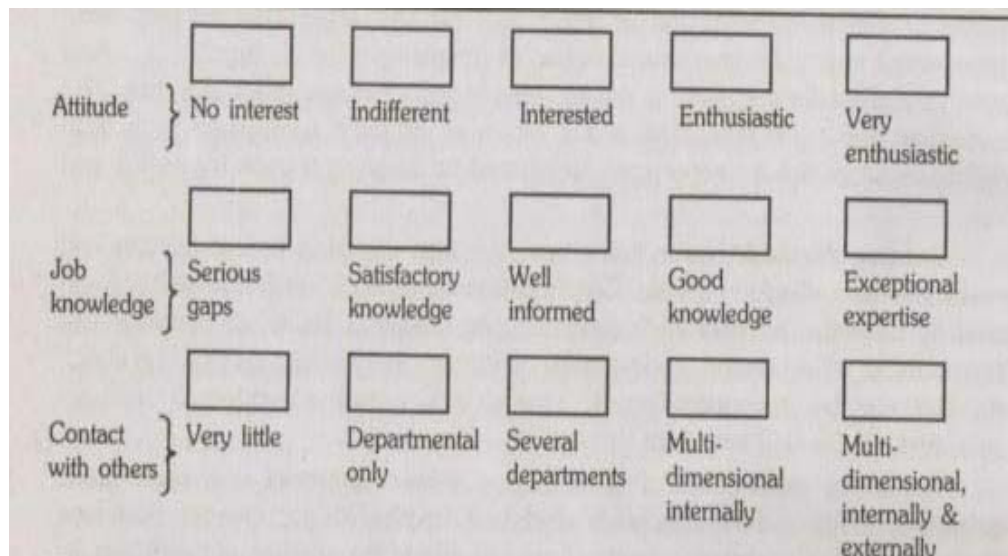 Attitude } No interest Indifferent Interested Enthusiastic Very
enthusiastic
Job } Serious Satisfactory Well Good Exceptional
knowledge gaps knowledge informed knowledge expertise
Contact } Very little Departmental Several Multi- Multi-
with others only departments dimensional dimensional,
internally internally &
externally